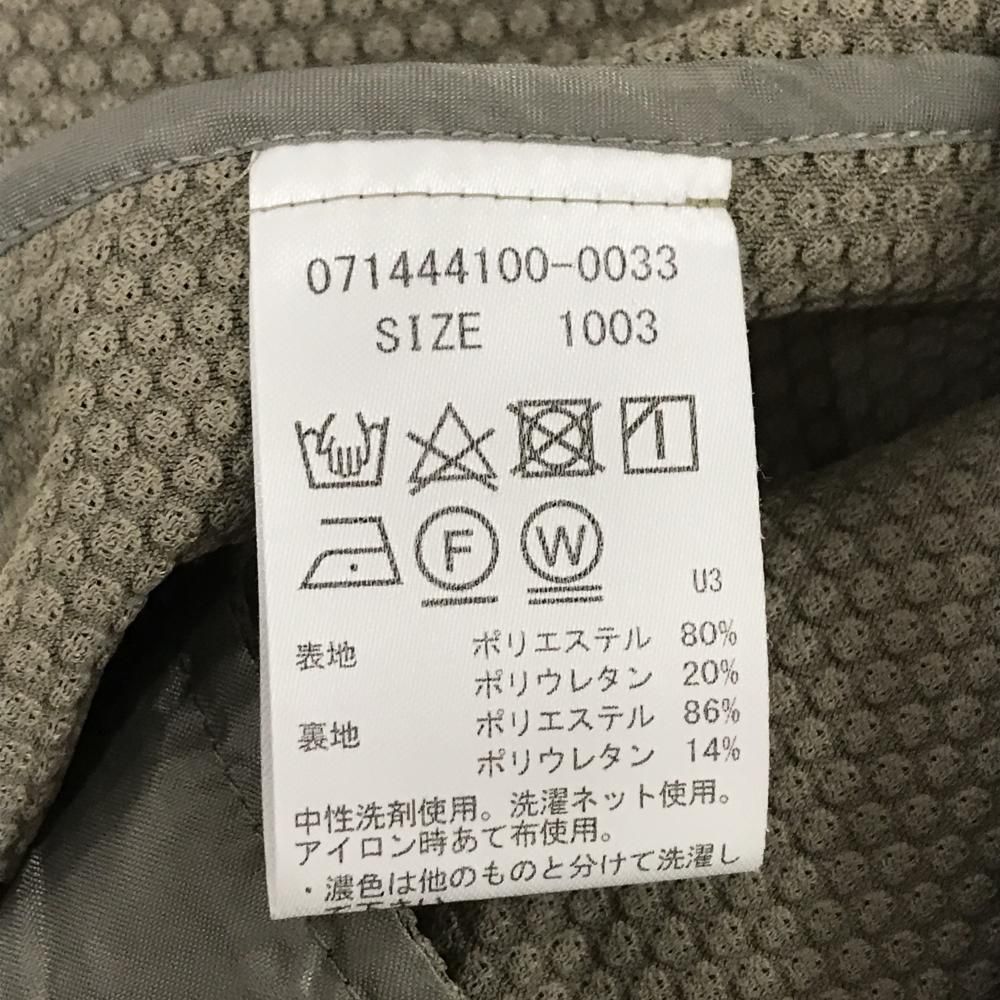 071444100-0033
SIZE 1003
F W
U3
表地 ポリエステル 80%
ポリウレタン 20%
裏地 ポリエステル 86%
ポリウレタン 14%
中性洗剤使用。洗濯ネット使用。
アイロン時あて布使用。
・濃色は他のものと分けて洗濯し